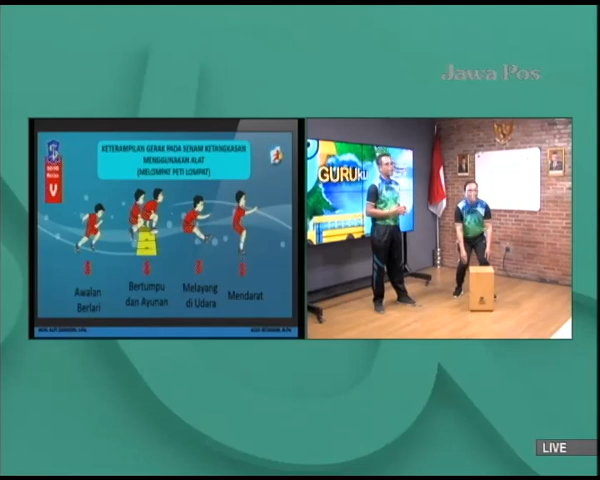 Jawa Pos
KETERAMPILAN GERAK PADA SENAM KETANGKASAN
MENGGUNAKAN ALAT
(MELOMPAT PETI LOMPAT)
V
GURUku
Awalan
Berlari
Bertumpu
dan Ayunan
Melayang
di Udara
Mendarat
LIVE